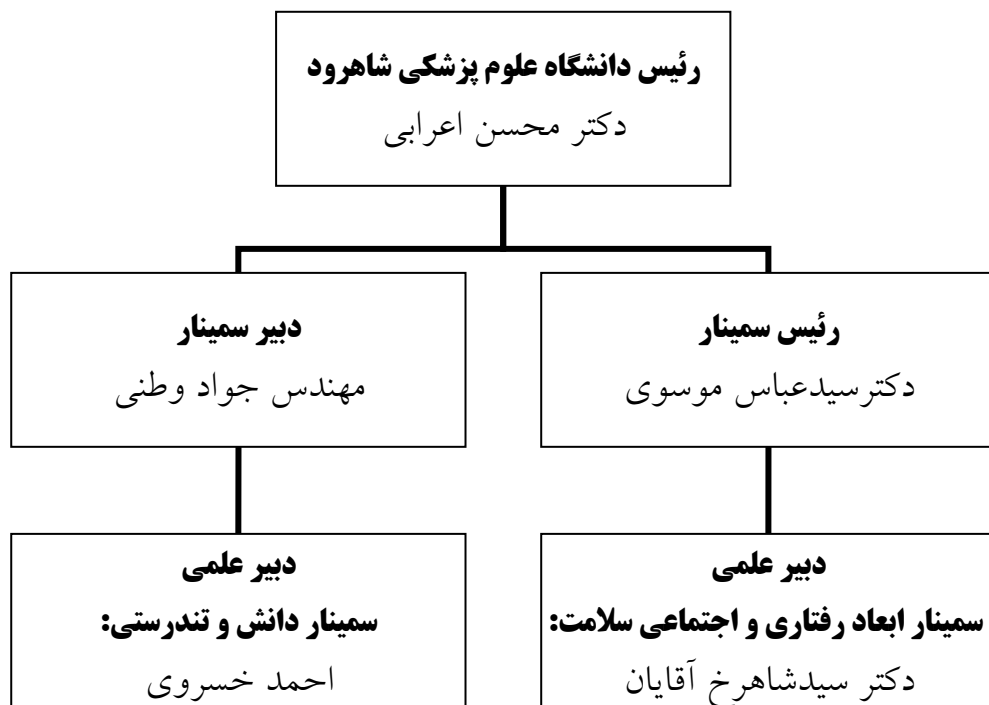 رئیس دانشگاه علوم پزشکی شاهرود
دکتر محسن اعرابی
رئیس سمینار
دکترسیدعباس موسوی
دبیر سمینار
مهندس جواد وطنی
دبیر علمی
سمینار ابعاد رفتاری و اجتماعی سلامت:
دکتر سیدشاهرخ آقایان
دبیر علمی
سمینار دانش و تندرستی:
احمد خسروی